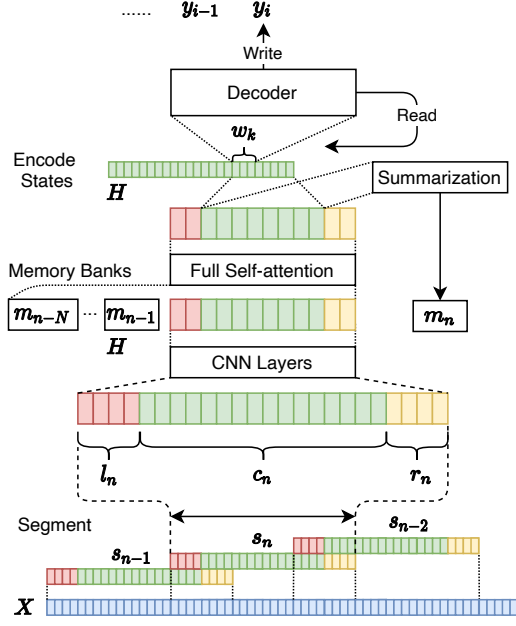 ...... y_{i-1} y_i
Write
Decoder
Read
w_k
Encode
States
H
Summarization
Memory Banks
Full Self-attention
m_{n-N} ... m_{n-1}
m_n
H
CNN Layers
l_n c_n r_n
Segment
s_{n-1} s_n s_{n-2}
X